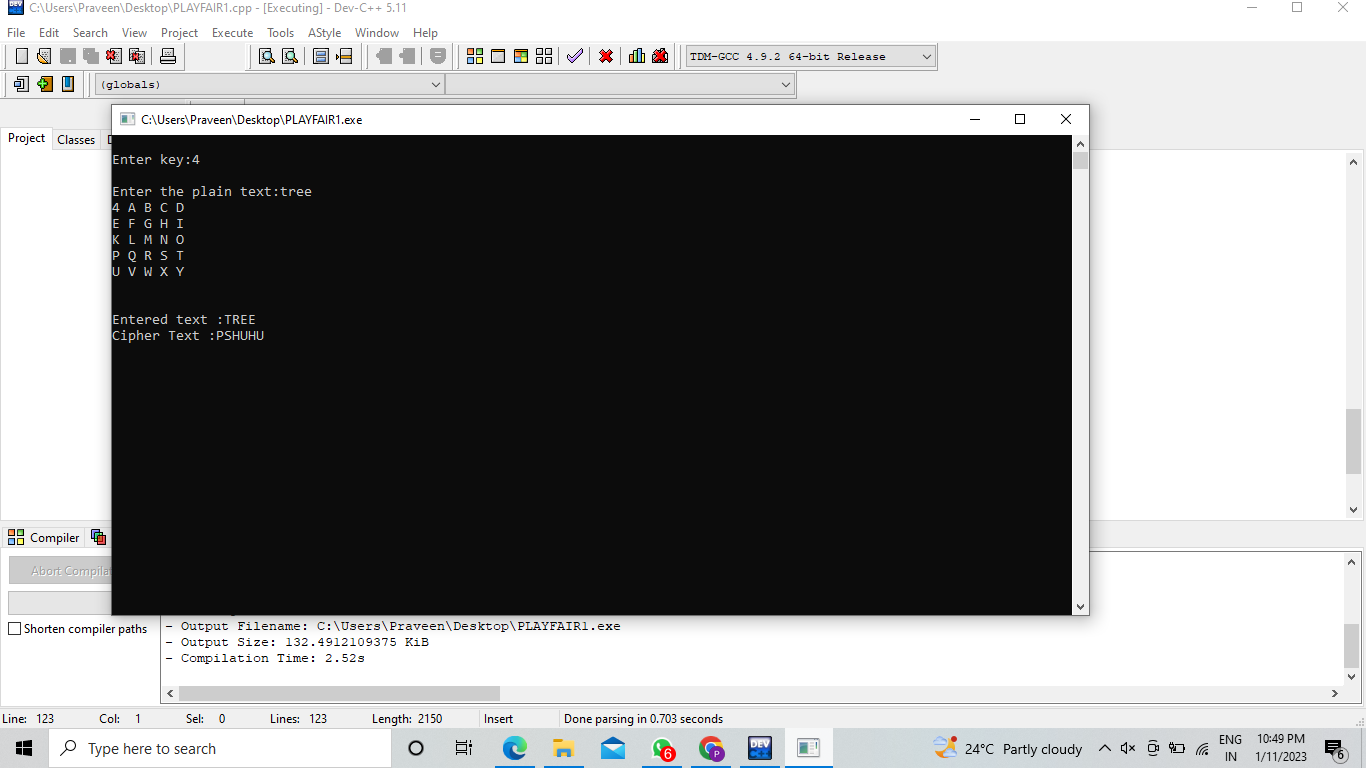 C:\Users\Praveen\Desktop\PLAYFAIR1.cpp - [Executing] - Dev-C++ 5.11
File Edit Search View Project Execute Tools AStyle Window Help
TDM-GCC 4.9.2 64-bit Release
(globals)
C:\Users\Praveen\Desktop\PLAYFAIR1.exe
Project Classes
Enter key:4
Enter the plain text:tree
4 A B C D
E F G H I
K L M N O
P Q R S T
U V W X Y
Entered text :TREE
Cipher Text :PSHUHU
Compiler
Abort Compilat
Shorten compiler paths
- Output Filename: C:\Users\Praveen\Desktop\PLAYFAIR1.exe
- Output Size: 132.4912109375 KiB
- Compilation Time: 2.52s
Line: 123 Col: 1 Sel: 0 Lines: 123 Length: 2150 Insert Done parsing in 0.703 seconds
Type here to search
DEV
6
P
24°C Partly cloudy
ENG
IN
10:49 PM
1/11/2023
6